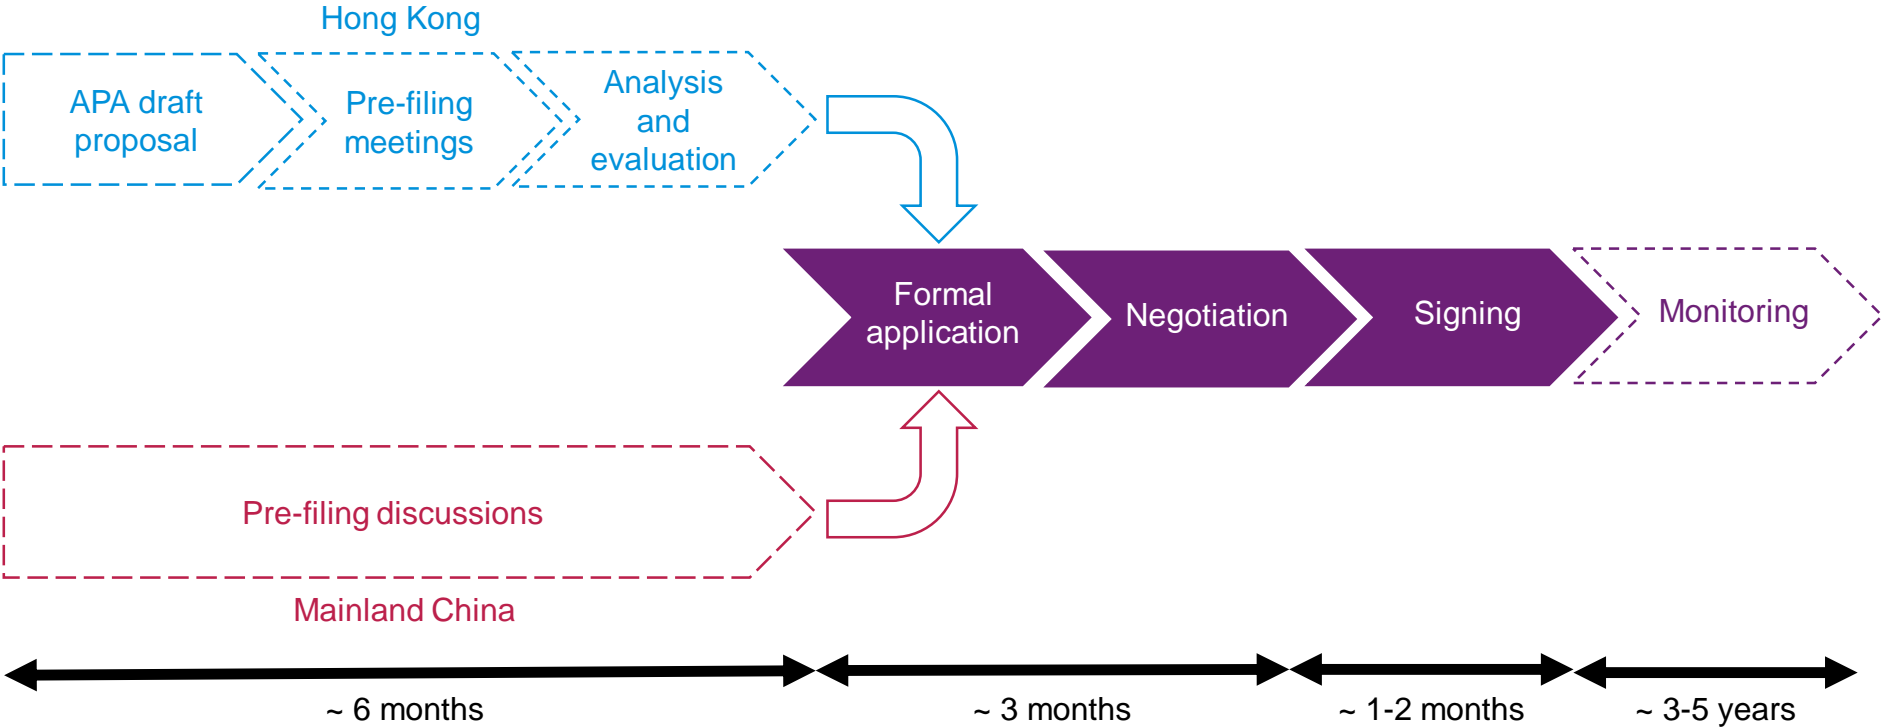 Hong Kong
APA draft
proposal
Pre-filing
meetings
Analysis
and
evaluation
Formal
application
Negotiation
Signing
Monitoring
Pre-filing discussions
Mainland China
~ 6 months
~ 3 months
~ 1-2 months
~ 3-5 years